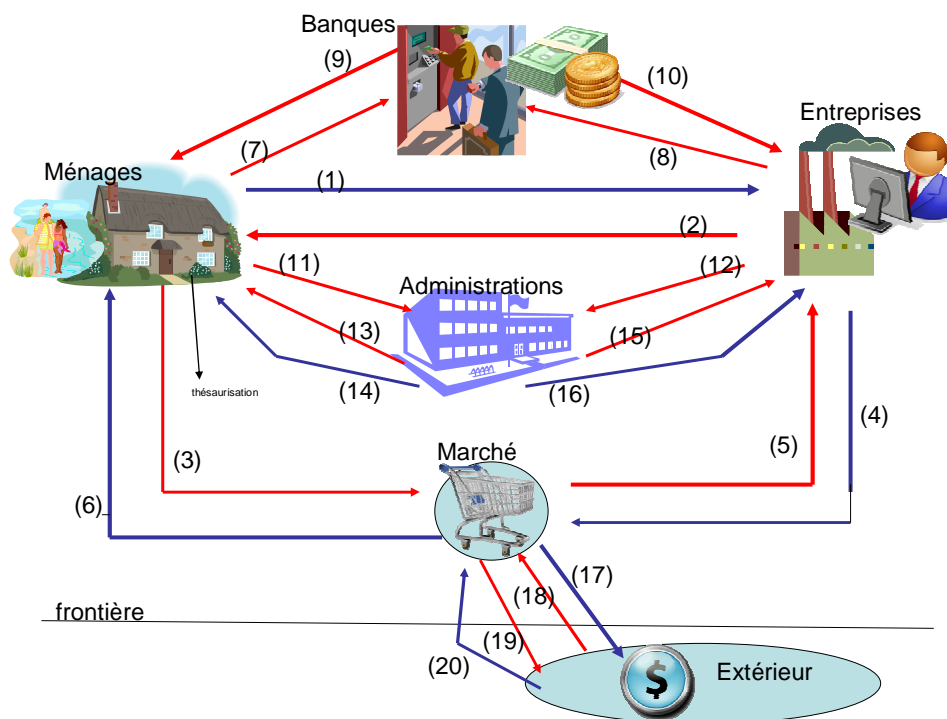 Banques
(9)
(10)
Entreprises
(7)
(8)
Ménages
(1)
(2)
(11)
(12)
Administrations
(13)
(15)
thésaurisation
(14)
(16)
(4)
Marché
(5)
(3)
(6)
(17)
(18)
frontière
(19)
(20)
$
Extérieur